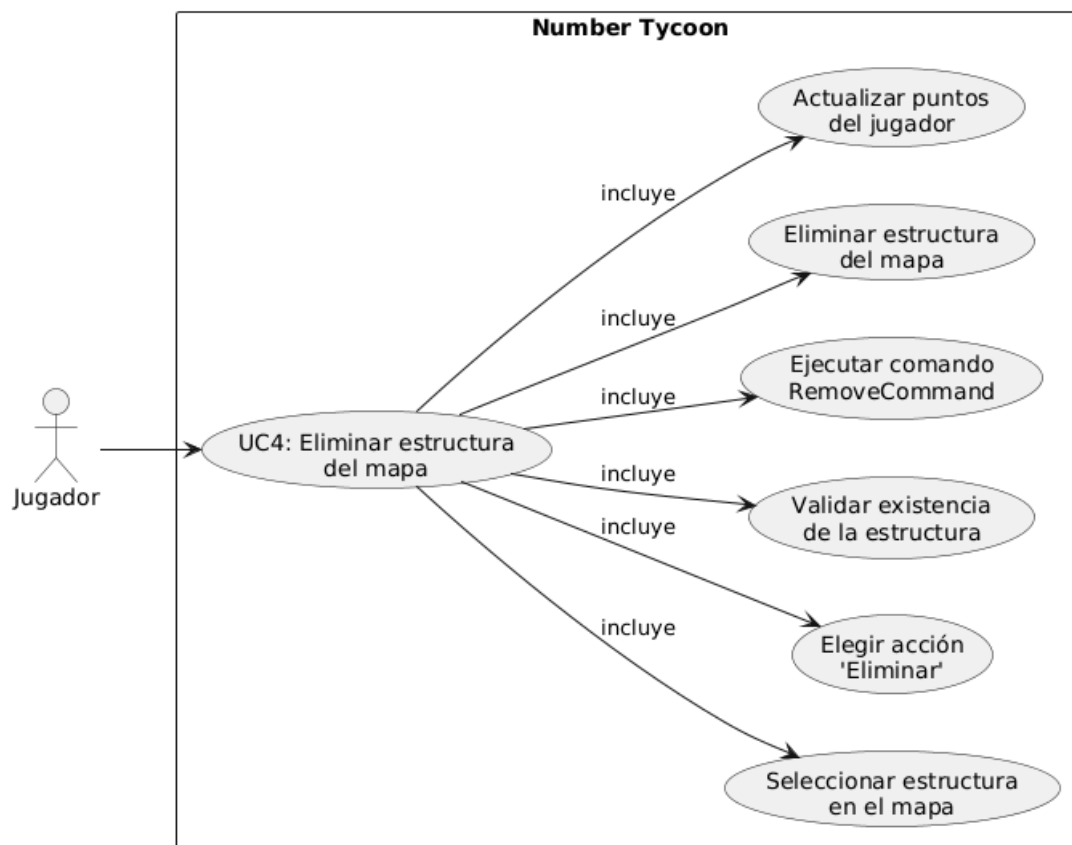 Number Tycoon
Actualizar puntos
del jugador
incluye
Eliminar estructura
del mapa
incluye
Ejecutar comando
RemoveCommand
incluye
UC4: Eliminar estructura
del mapa
Jugador
incluye
Validar existencia
de la estructura
incluye
Elegir acción
'Eliminar'
incluye
Seleccionar estructura
en el mapa